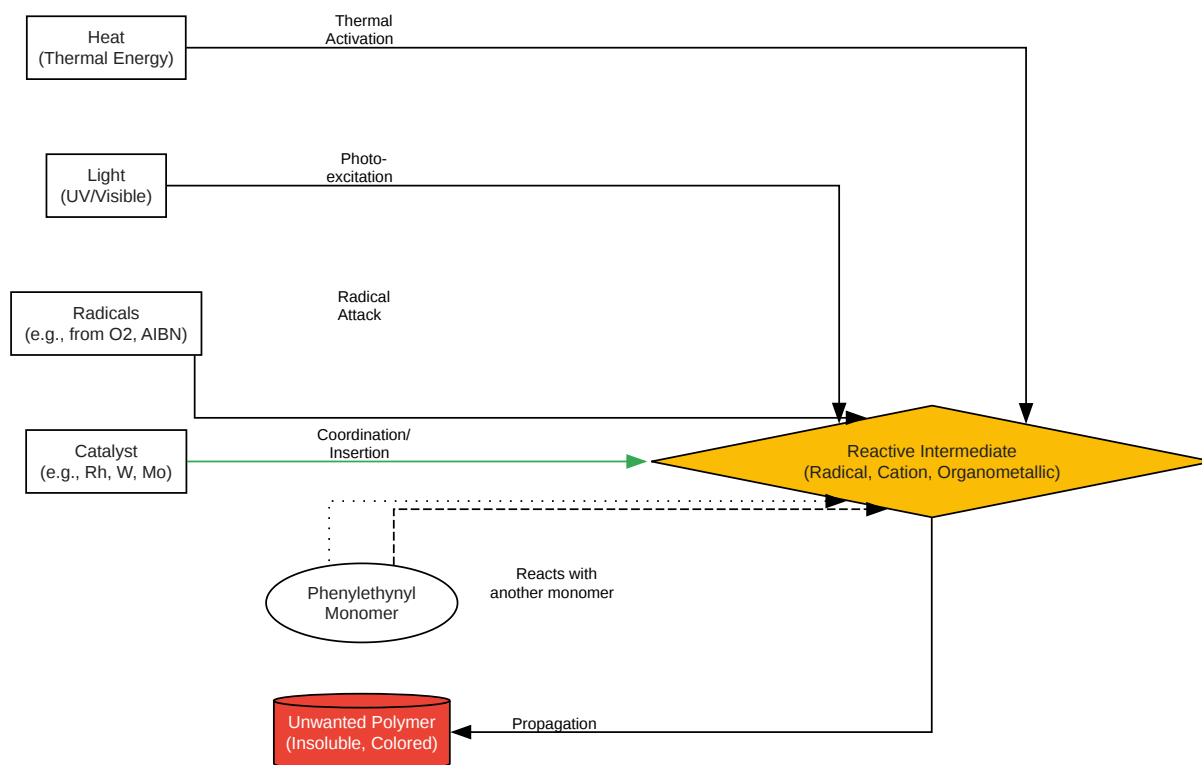 Thermal
Activation
Heat
(Thermal Energy)
Photo-
excitation
Light
(UV/Visible)
Radical
Attack
Radicals
(e.g., from O2, AIBN)
Coordination/
Insertion
Catalyst
(e.g., Rh, W, Mo)
Reactive Intermediate
(Radical, Cation, Organometallic)
Reacts with
another monomer
Phenylethynyl
Monomer
Unwanted Polymer
(Insoluble, Colored)
Propagation